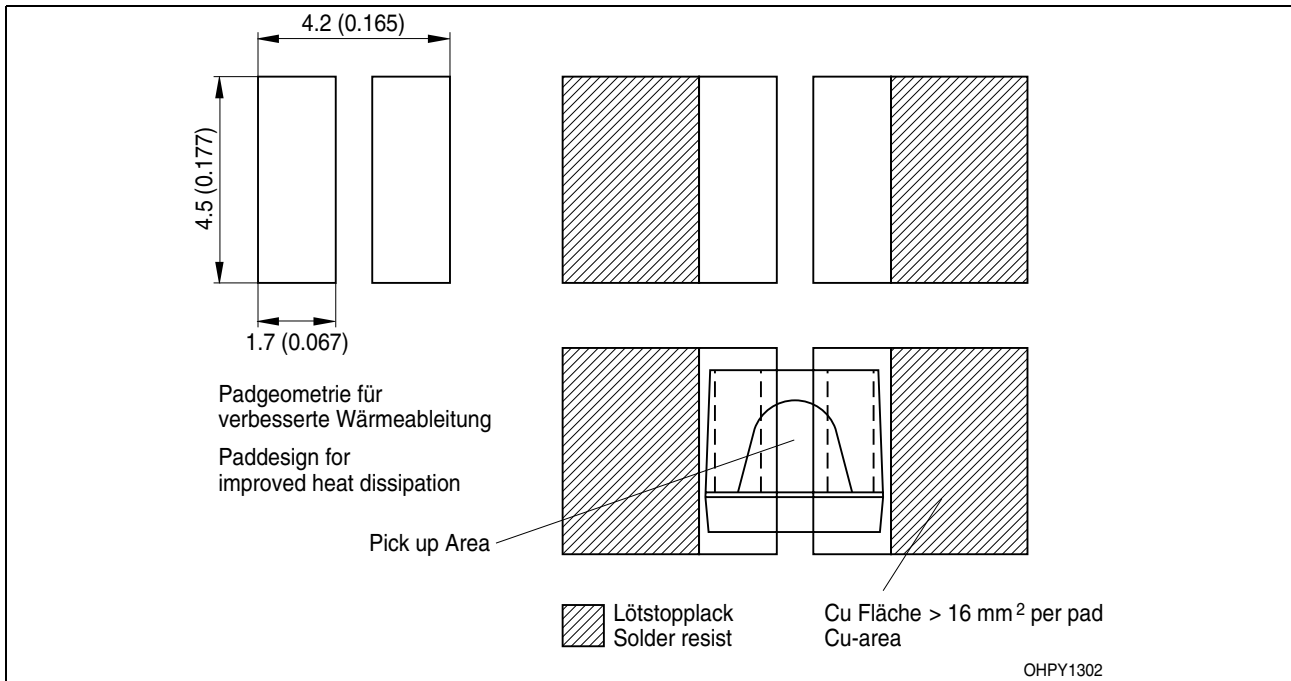 4.2 (0.165)
4.5 (0.177)
1.7 (0.067)
Padgeometrie für
verbesserte Wärmeableitung
Paddesign for
improved heat dissipation
Pick up Area
Lötstopplack
Solder resist
Cu Fläche > 16 mm² per pad
Cu-area
OHPY1302